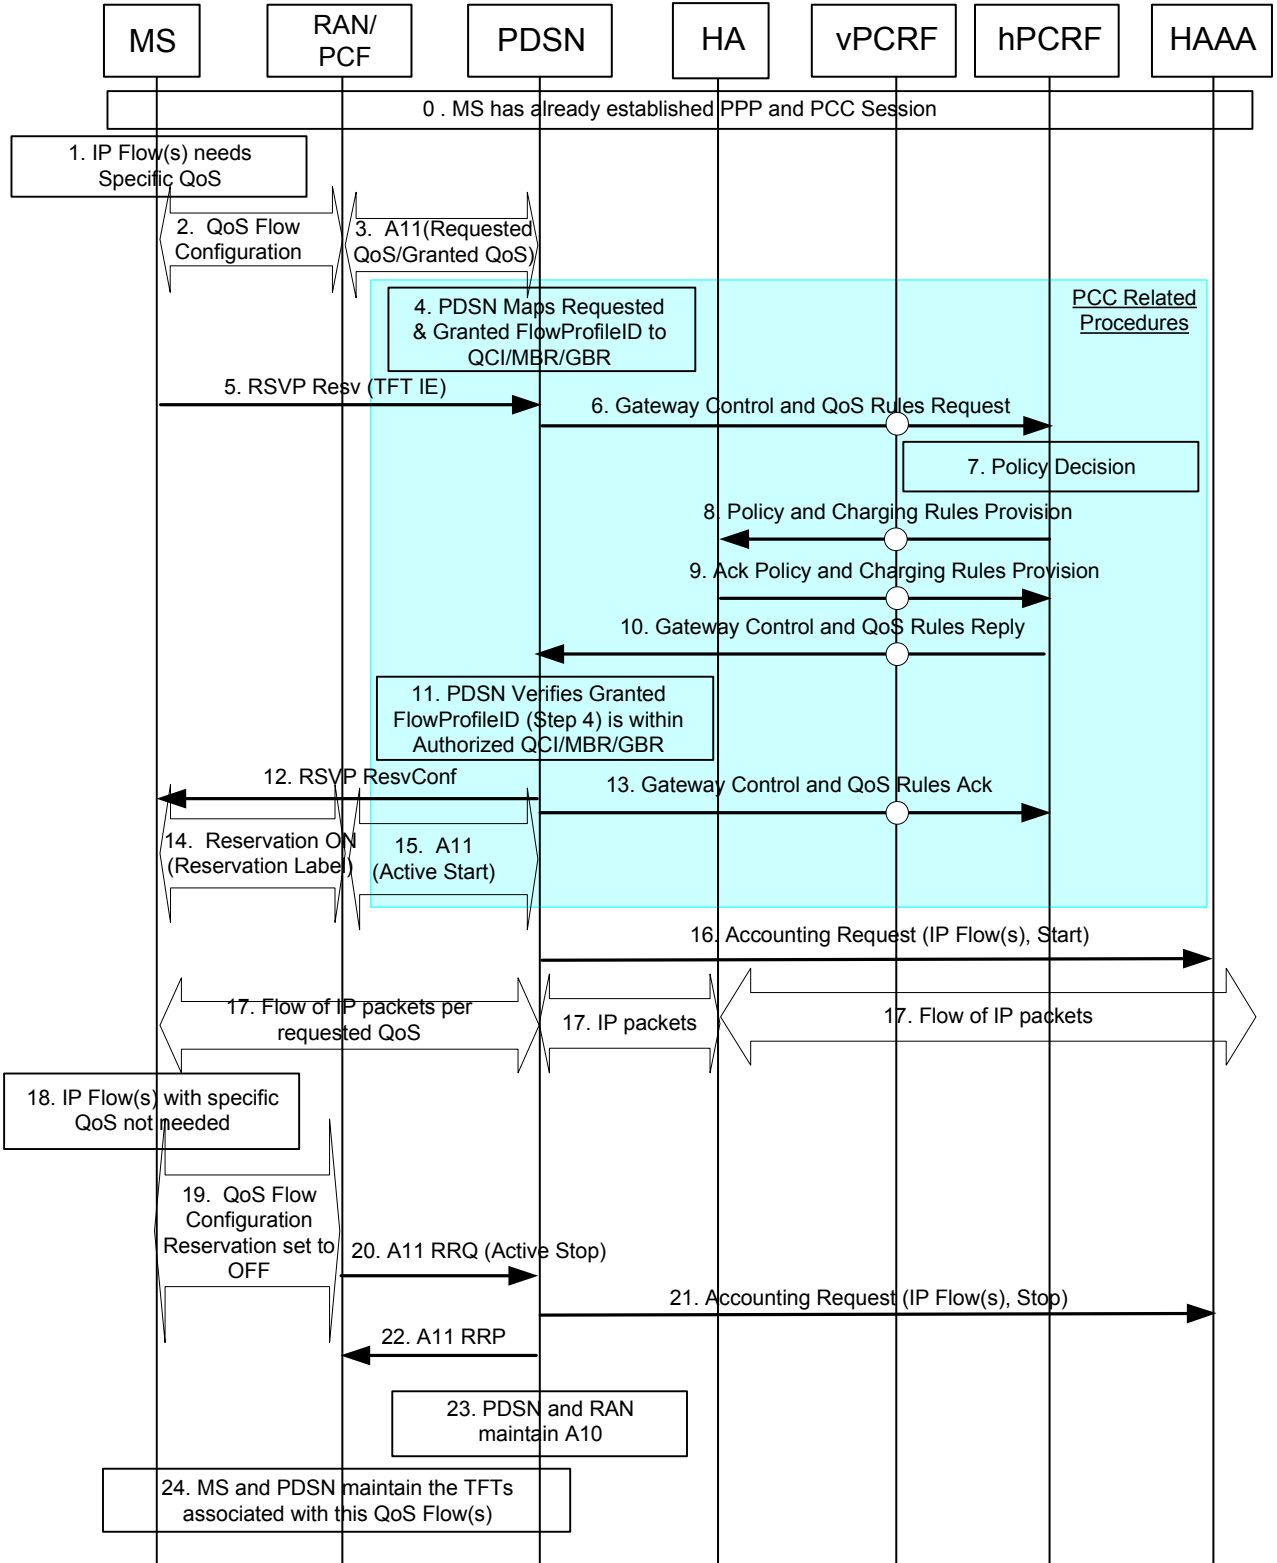 MS
RAN/
PCF
PDSN
HA
vPCRF
hPCRF
HAAA
0 . MS has already established PPP and PCC Session
1. IP Flow(s) needs
Specific QoS
2. QoS Flow
Configuration
3. A11(Requested
QoS/Granted QoS)
PCC Related
Procedures
4. PDSN Maps Requested
& Granted FlowProfileID to
QCI/MBR/GBR
5. RSVP Resv (TFT IE)
6. Gateway Control and QoS Rules Request
7. Policy Decision
8. Policy and Charging Rules Provision
9. Ack Policy and Charging Rules Provision
10. Gateway Control and QoS Rules Reply
11. PDSN Verifies Granted
FlowProfileID (Step 4) is within
Authorized QCI/MBR/GBR
12. RSVP ResvConf
13. Gateway Control and QoS Rules Ack
14. Reservation ON
(Reservation Label)
15. A11
(Active Start)
16. Accounting Request (IP Flow(s), Start)
17. Flow of IP packets per
requested QoS
17. IP packets
17. Flow of IP packets
18. IP Flow(s) with specific
QoS not needed
19. QoS Flow
Configuration
Reservation set to
OFF
20. A11 RRQ (Active Stop)
21. Accounting Request (IP Flow(s), Stop)
22. A11 RRP
23. PDSN and RAN
maintain A10
24. MS and PDSN maintain the TFTs
associated with this QoS Flow(s)